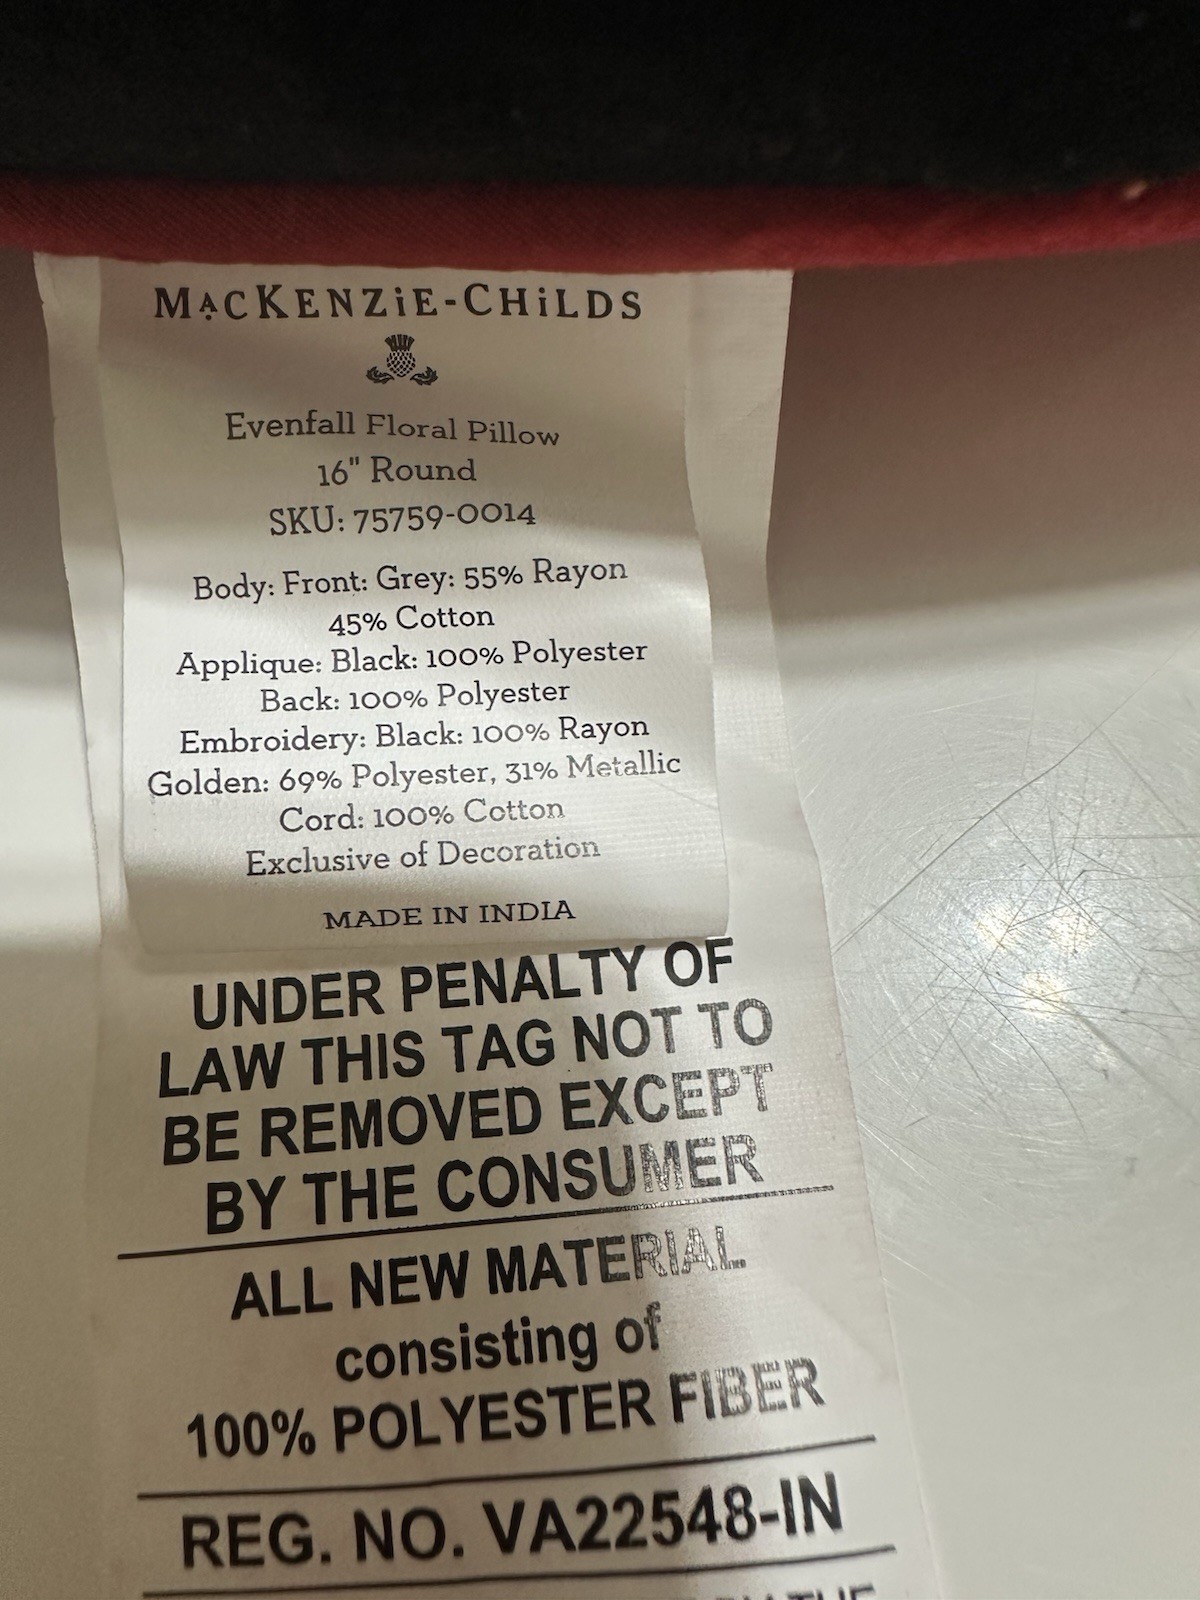 MACKENZiE-CHiLDS
Evenfall Floral Pillow
16" Round
SKU: 75759-0014
Body: Front: Grey: 55% Rayon
45% Cotton
Applique: Black: 100% Polyester
Back: 100% Polyester
Embroidery: Black: 100% Rayon
Golden: 69% Polyester, 31% Metallic
Cord: 100% Cotton
Exclusive of Decoration
MADE IN INDIA
UNDER PENALTY OF
LAW THIS TAG NOT TO
BE REMOVED EXCEPT
BY THE CONSUMER
ALL NEW MATERIAL
consisting of
100% POLYESTER FIBER
REG. NO. VA22548-IN